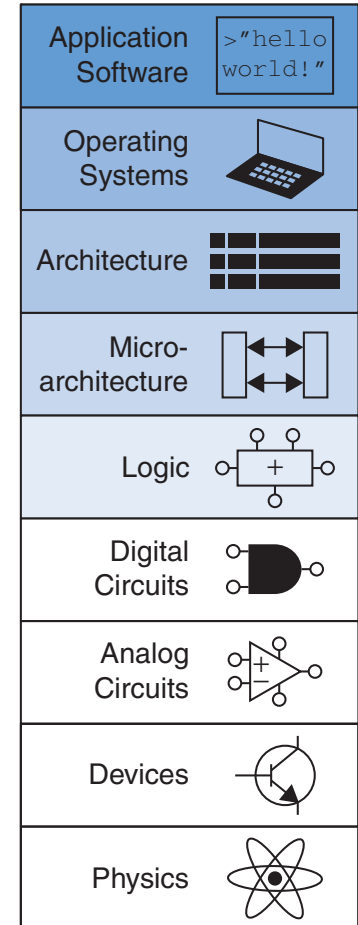 Application
Software
>"hello
world!"
Operating
Systems
Architecture
Micro-
architecture
Logic
+
Digital
Circuits
Analog
Circuits
+
−
Devices
Physics